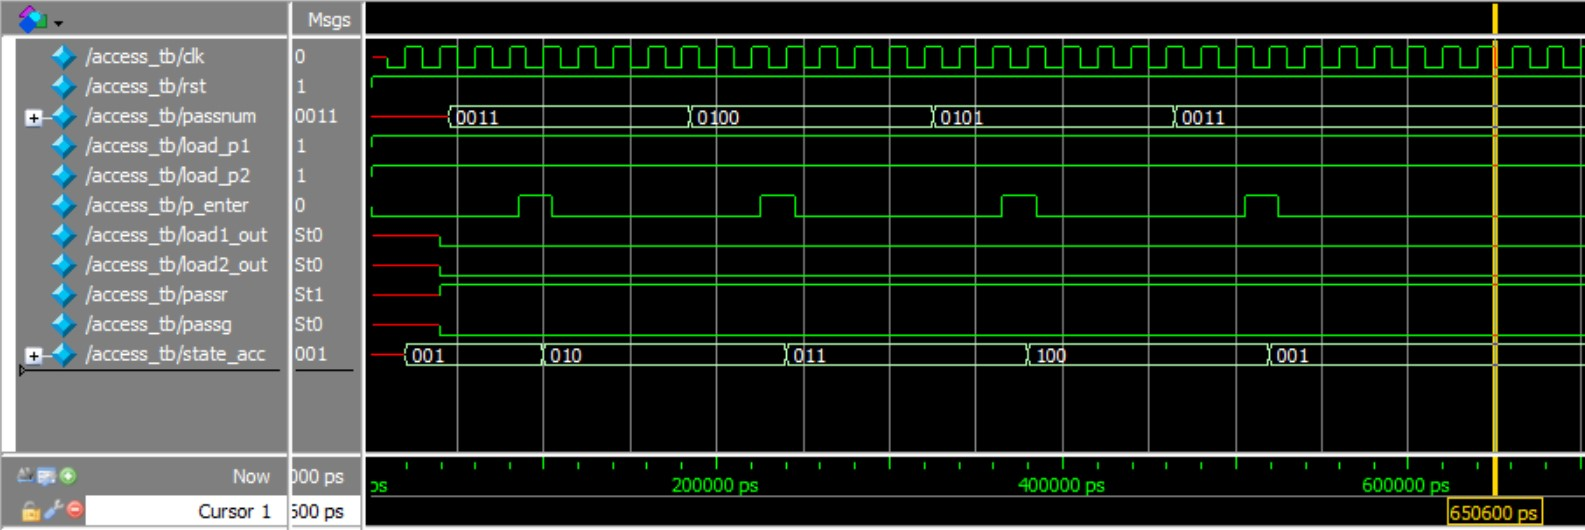 Msgs
/access_tb/clk 0
/access_tb/rst 1
/access_tb/passnum 0011 0011 0100 0101 0011
/access_tb/load_p1 1
/access_tb/load_p2 1
/access_tb/p_enter 0
/access_tb/load1_out St0
/access_tb/load2_out St0
/access_tb/passr St1
/access_tb/passg St0
/access_tb/state_acc 001 001 010 011 100 001
Now 000 ps ps 200000 ps 400000 ps 600000 ps
Cursor 1 600 ps 650600 ps